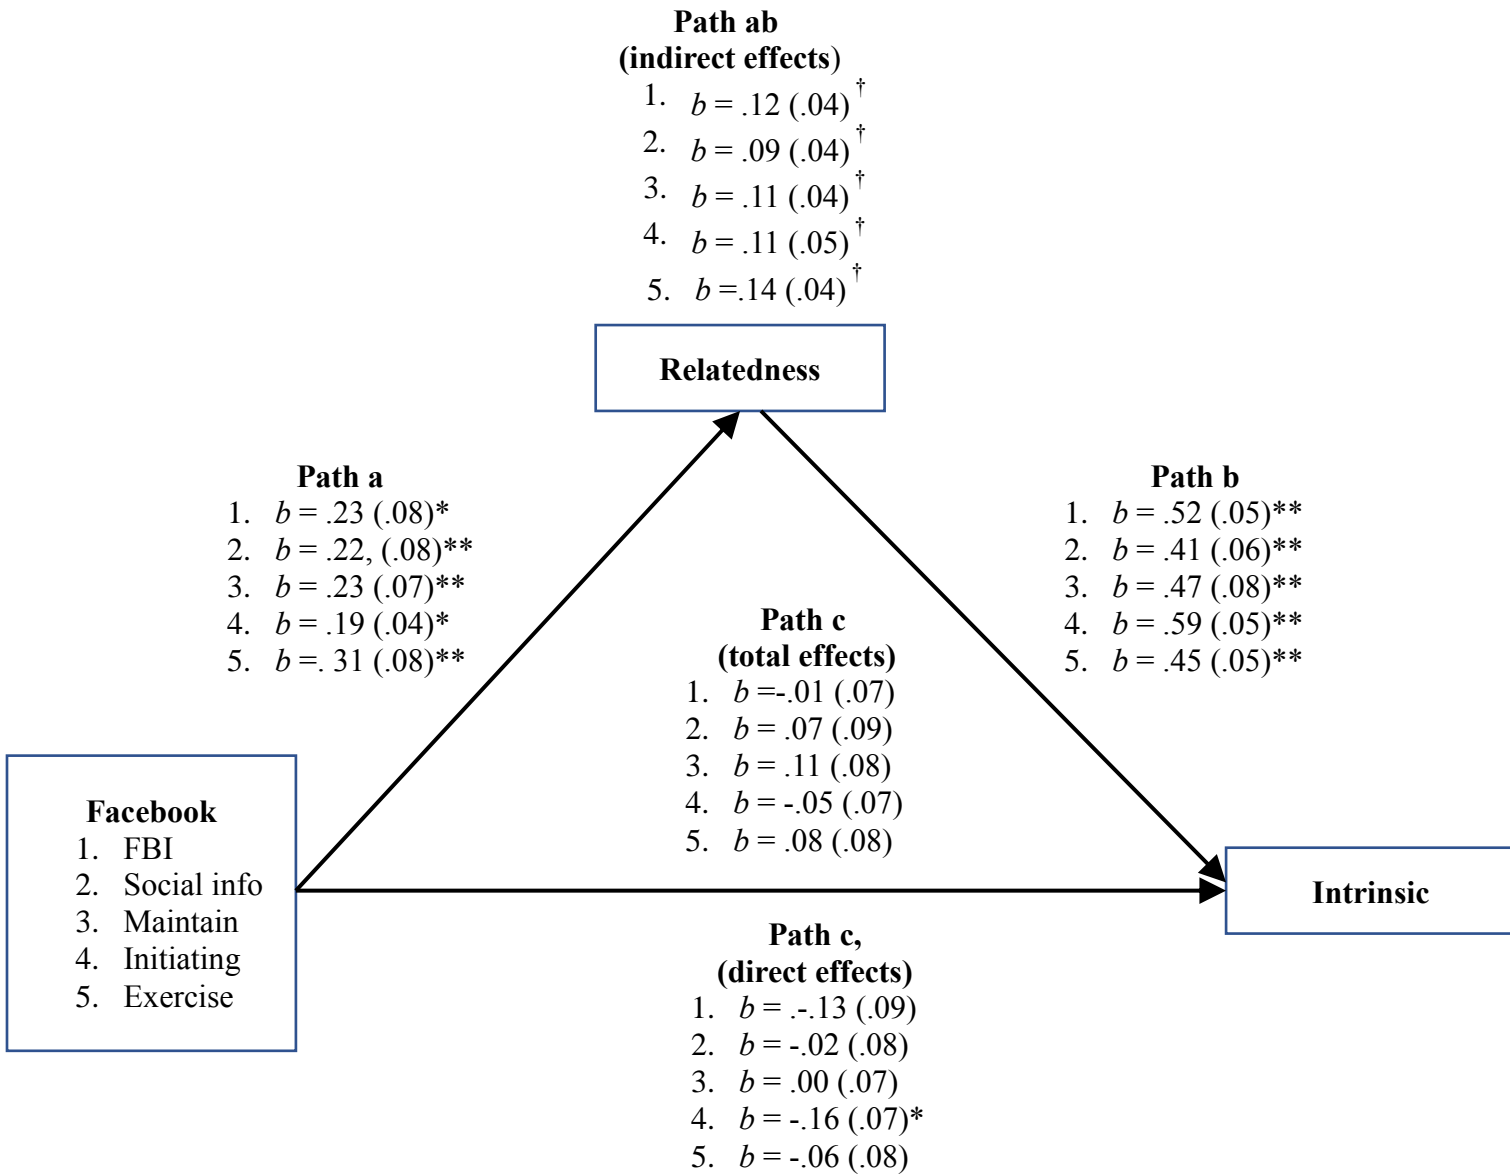 Path ab
(indirect effects)
1. b = .12 (.04) †
2. b = .09 (.04) †
3. b = .11 (.04) †
4. b = .11 (.05) †
5. b =.14 (.04) †
Relatedness
Path a
1. b = .23 (.08)*
2. b = .22, (.08)**
3. b = .23 (.07)**
4. b = .19 (.04)*
5. b =. 31 (.08)**
Path b
1. b = .52 (.05)**
2. b = .41 (.06)**
3. b = .47 (.08)**
4. b = .59 (.05)**
5. b = .45 (.05)**
Path c
(total effects)
1. b =-.01 (.07)
2. b = .07 (.09)
3. b = .11 (.08)
4. b = -.05 (.07)
5. b = .08 (.08)
Facebook
1. FBI
2. Social info
3. Maintain
4. Initiating
5. Exercise
Intrinsic
Path c,
(direct effects)
1. b = .-.13 (.09)
2. b = -.02 (.08)
3. b = .00 (.07)
4. b = -.16 (.07)*
5. b = -.06 (.08)